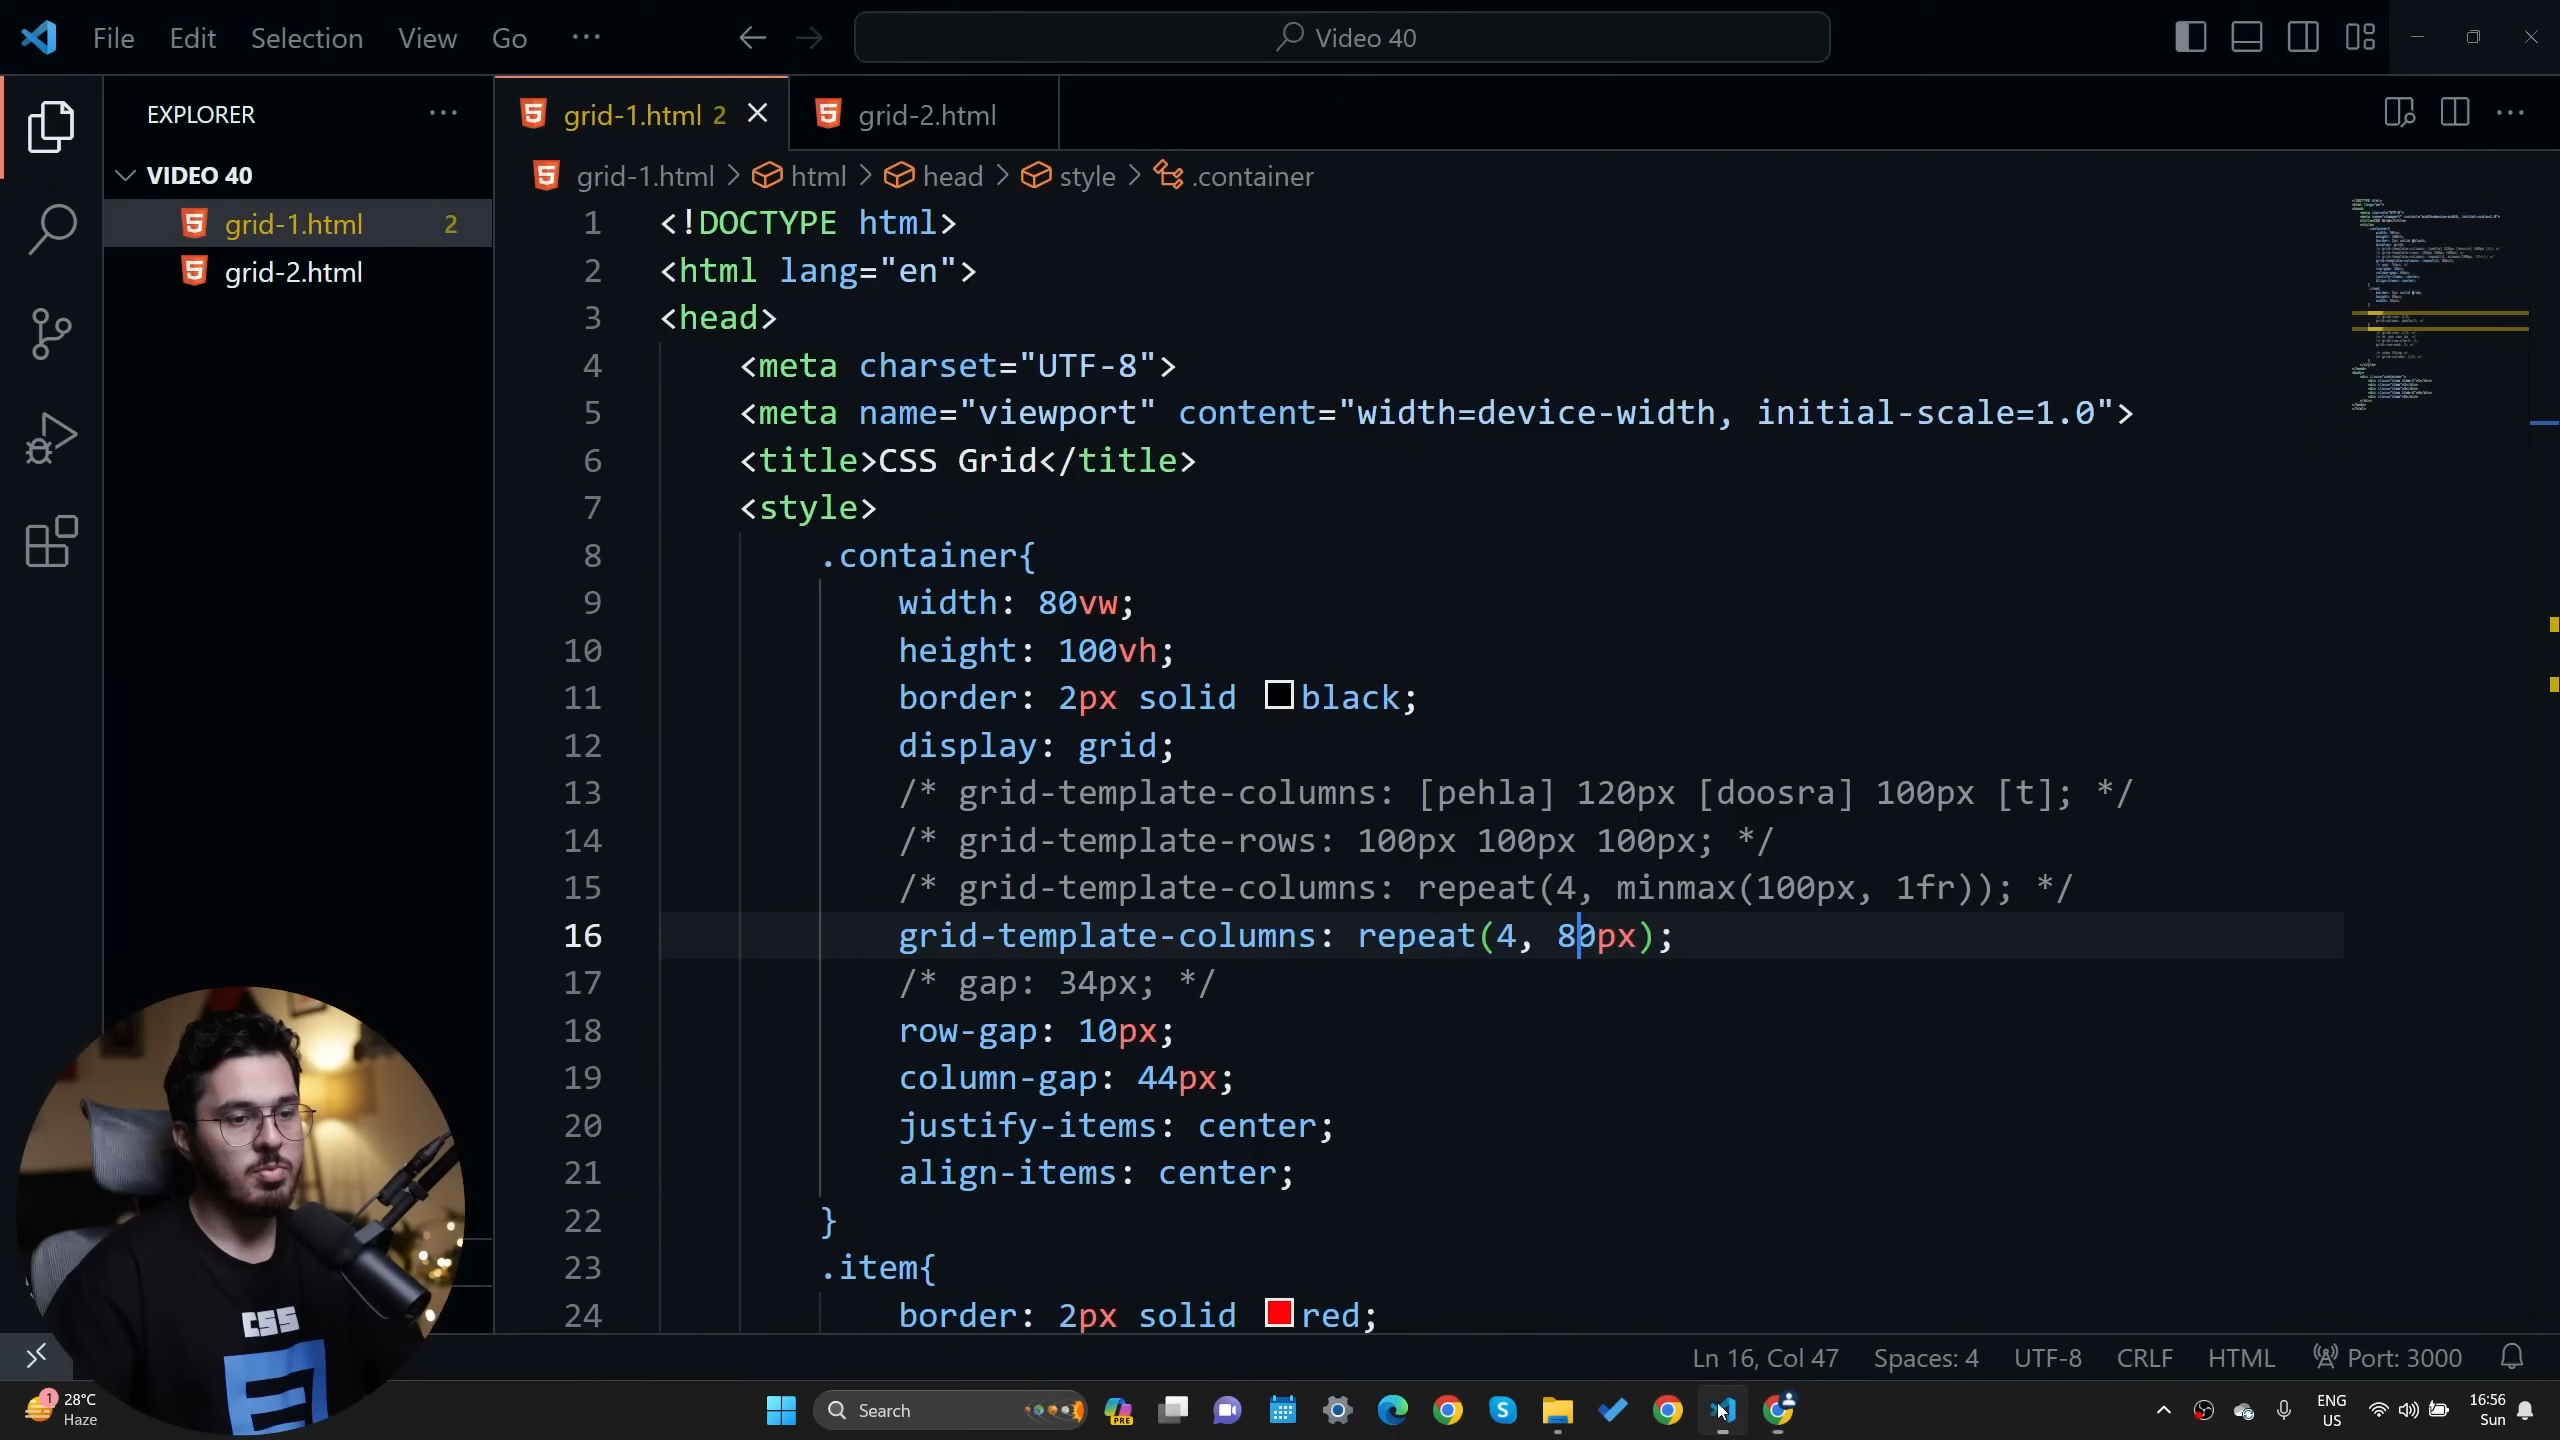 File Edit Selection View Go ···
Video 40
EXPLORER ···
VIDEO 40
grid-1.html 2
grid-2.html
grid-1.html 2
grid-2.html
grid-1.html > html > head > style > .container
1 <!DOCTYPE html>
2 <html lang="en">
3 <head>
4 <meta charset="UTF-8">
5 <meta name="viewport" content="width=device-width, initial-scale=1.0">
6 <title>CSS Grid</title>
7 <style>
8 .container{
9 width: 80vw;
10 height: 100vh;
11 border: 2px solid black;
12 display: grid;
13 /* grid-template-columns: [pehla] 120px [doosra] 100px [t]; */
14 /* grid-template-rows: 100px 100px 100px; */
15 /* grid-template-columns: repeat(4, minmax(100px, 1fr)); */
16 grid-template-columns: repeat(4, 80px);
17 /* gap: 34px; */
18 row-gap: 10px;
19 column-gap: 44px;
20 justify-items: center;
21 align-items: center;
22 }
23 .item{
24 border: 2px solid red;
CSS
Ln 16, Col 47 Spaces: 4 UTF-8 CRLF HTML Port: 3000
1
28°C
Haze
Search
PRE
ENG
US
16:56
Sun